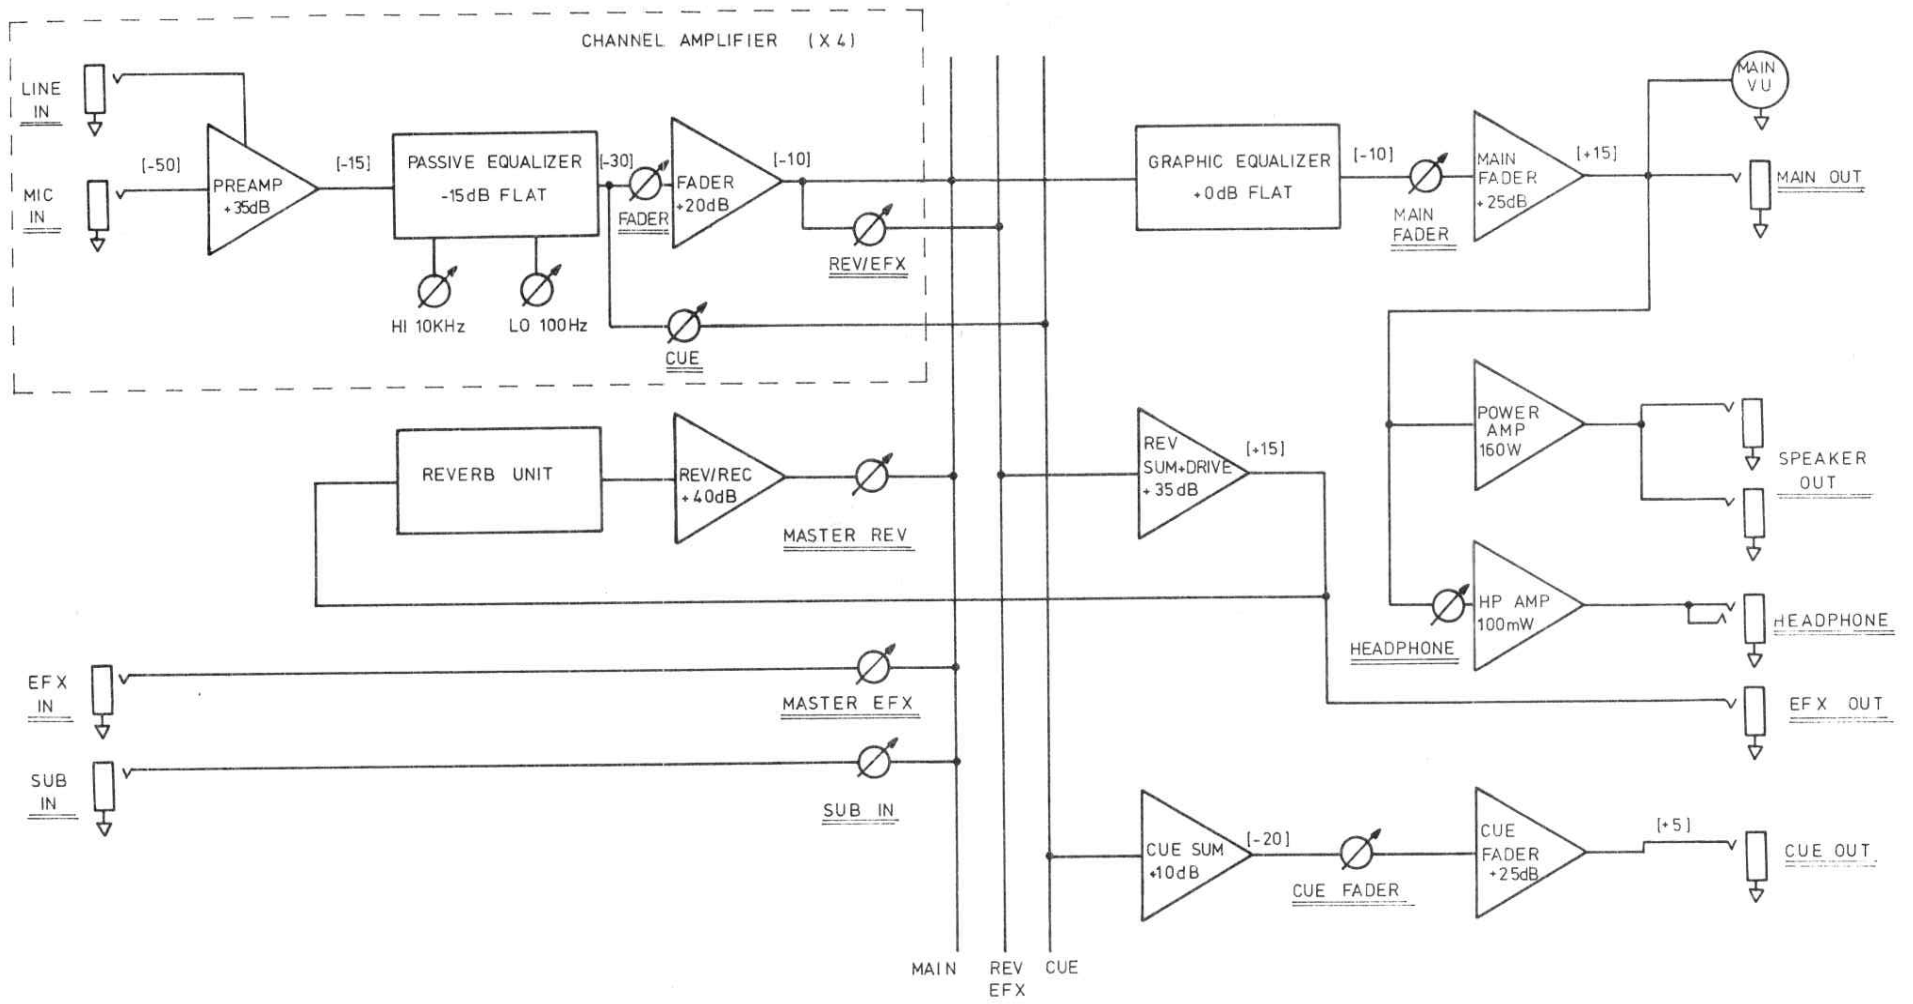 CHANNEL AMPLIFIER (X 4)
LINE
IN
MIC
IN
[-50]
PREAMP
+35dB
[-15]
PASSIVE EQUALIZER
-15dB FLAT
HI 10KHz
LO 100Hz
[-30]
FADER
FADER
+20dB
[-10]
REV/EFX
CUE
GRAPHIC EQUALIZER
+0dB FLAT
[-10]
MAIN
FADER
MAIN
FADER
+25dB
[+15]
MAIN
VU
MAIN OUT
REVERB UNIT
REV/REC
+40dB
MASTER REV
REV
SUM+DRIVE
+35dB
[+15]
POWER
AMP
160W
SPEAKER
OUT
HEADPHONE
HP AMP
100mW
HEADPHONE
EFX
IN
MASTER EFX
EFX OUT
SUB
IN
SUB IN
CUE SUM
+10dB
[-20]
CUE FADER
CUE
FADER
+25dB
[+5]
CUE OUT
MAIN
REV
EFX
CUE